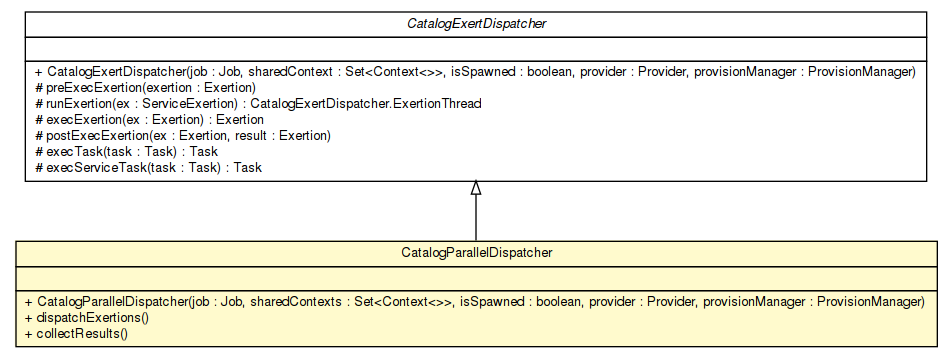 CatalogExertDispatcher
+ CatalogExertDispatcher(job : Job, sharedContext : Set<Context<>>, isSpawned : boolean, provider : Provider, provisionManager : ProvisionManager)
# preExecExertion(exertion : Exertion)
# runExertion(ex : ServiceExertion) : CatalogExertDispatcher.ExertionThread
# execExertion(ex : Exertion) : Exertion
# postExecExertion(ex : Exertion, result : Exertion)
# execTask(task : Task) : Task
# execServiceTask(task : Task) : Task
CatalogParallelDispatcher
+ CatalogParallelDispatcher(job : Job, sharedContexts : Set<Context<>>, isSpawned : boolean, provider : Provider, provisionManager : ProvisionManager)
+ dispatchExertions()
+ collectResults()